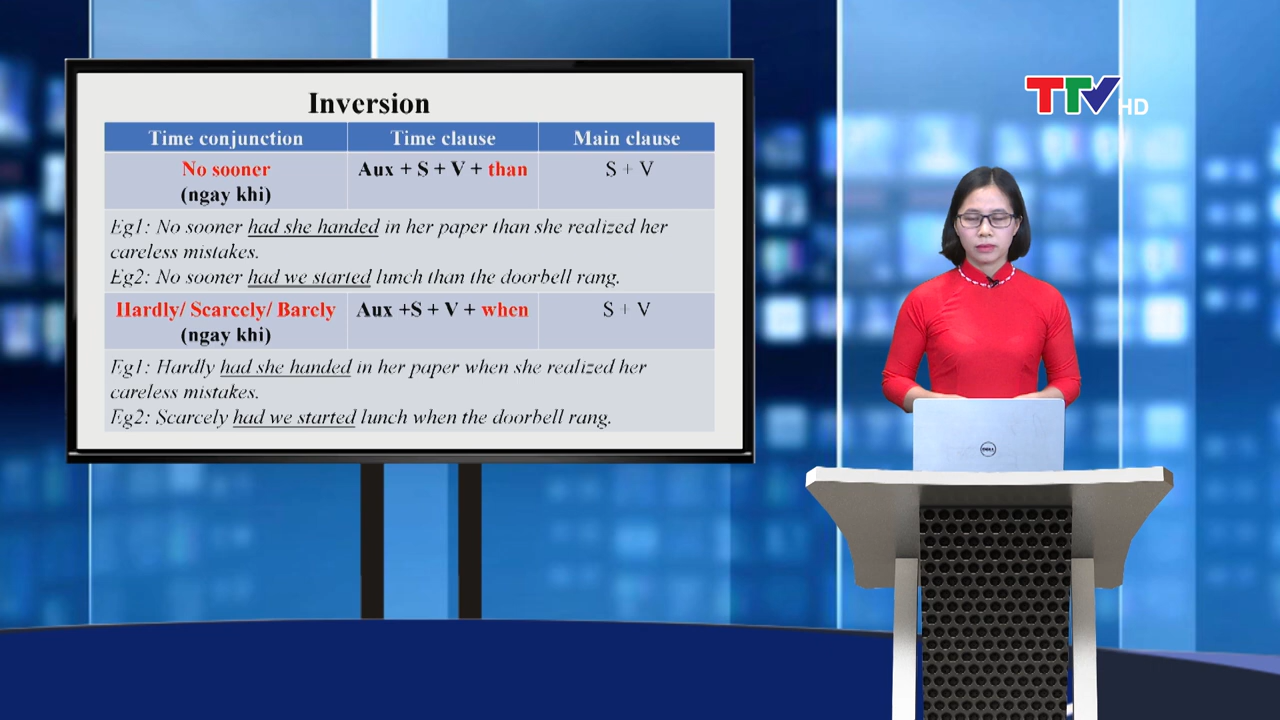 Inversion
Time conjunction Time clause Main clause
No sooner Aux + S + V + than S + V
(ngay khi)
Eg1: No sooner had she handed in her paper than she realized her
careless mistakes.
Eg2: No sooner had we started lunch than the doorbell rang.
Hardly/ Scarcely/ Barely Aux +S + V + when S + V
(ngay khi)
Eg1: Hardly had she handed in her paper when she realized her
careless mistakes.
Eg2: Scarcely had we started lunch when the doorbell rang.
TTV HD
DELL